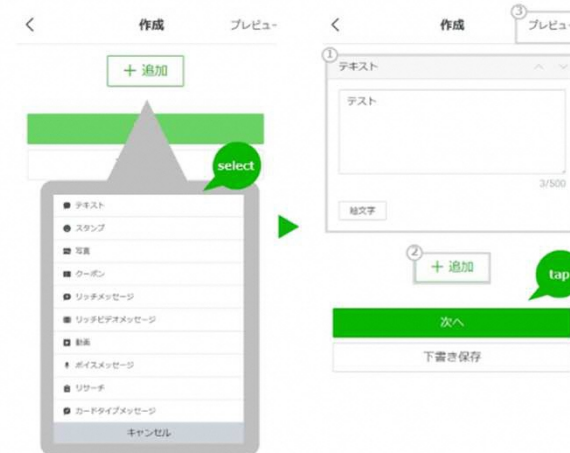 作成
プレビュー
＋ 追加
select
テキスト
スタンプ
写真
クーポン
リッチメッセージ
リッチビデオメッセージ
動画
ボイスメッセージ
リサーチ
カードタイプメッセージ
キャンセル
作成
③
プレビュー
①
テキスト
テスト
3/500
絵文字
②
＋ 追加
tap
次へ
下書き保存